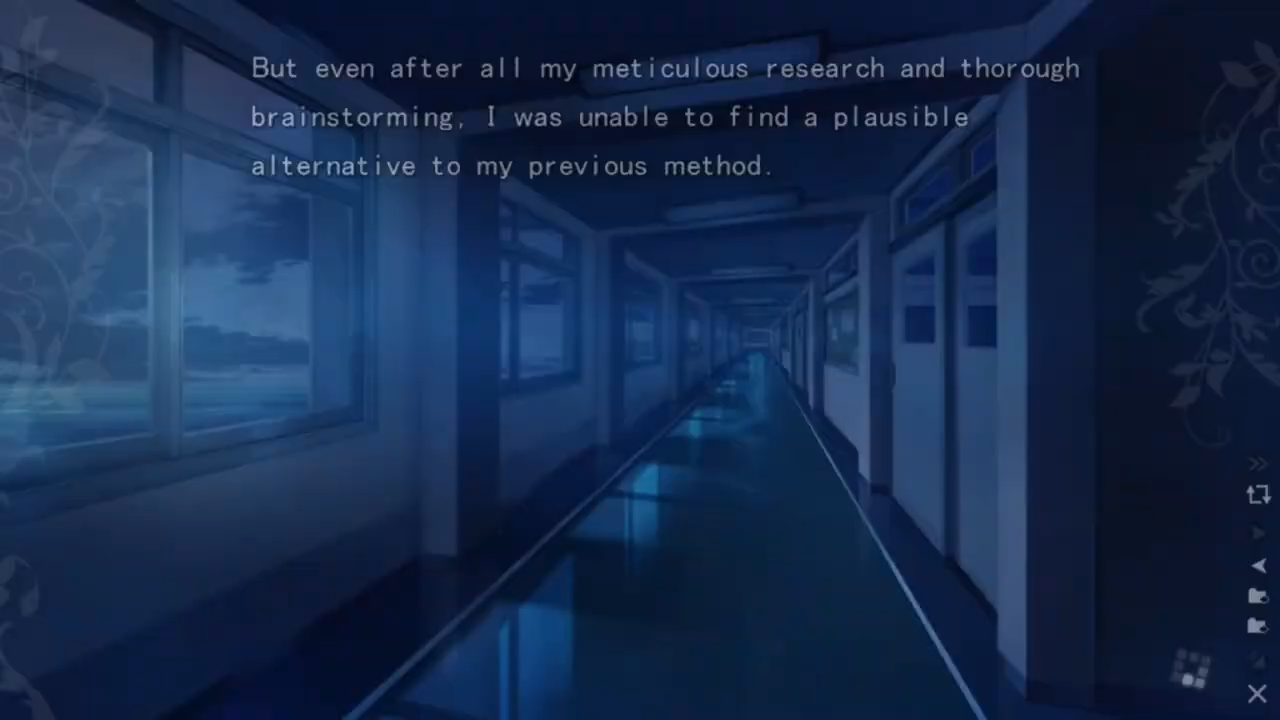 But even after all my meticulous research and thorough
brainstorming, I was unable to find a plausible
alternative to my previous method.